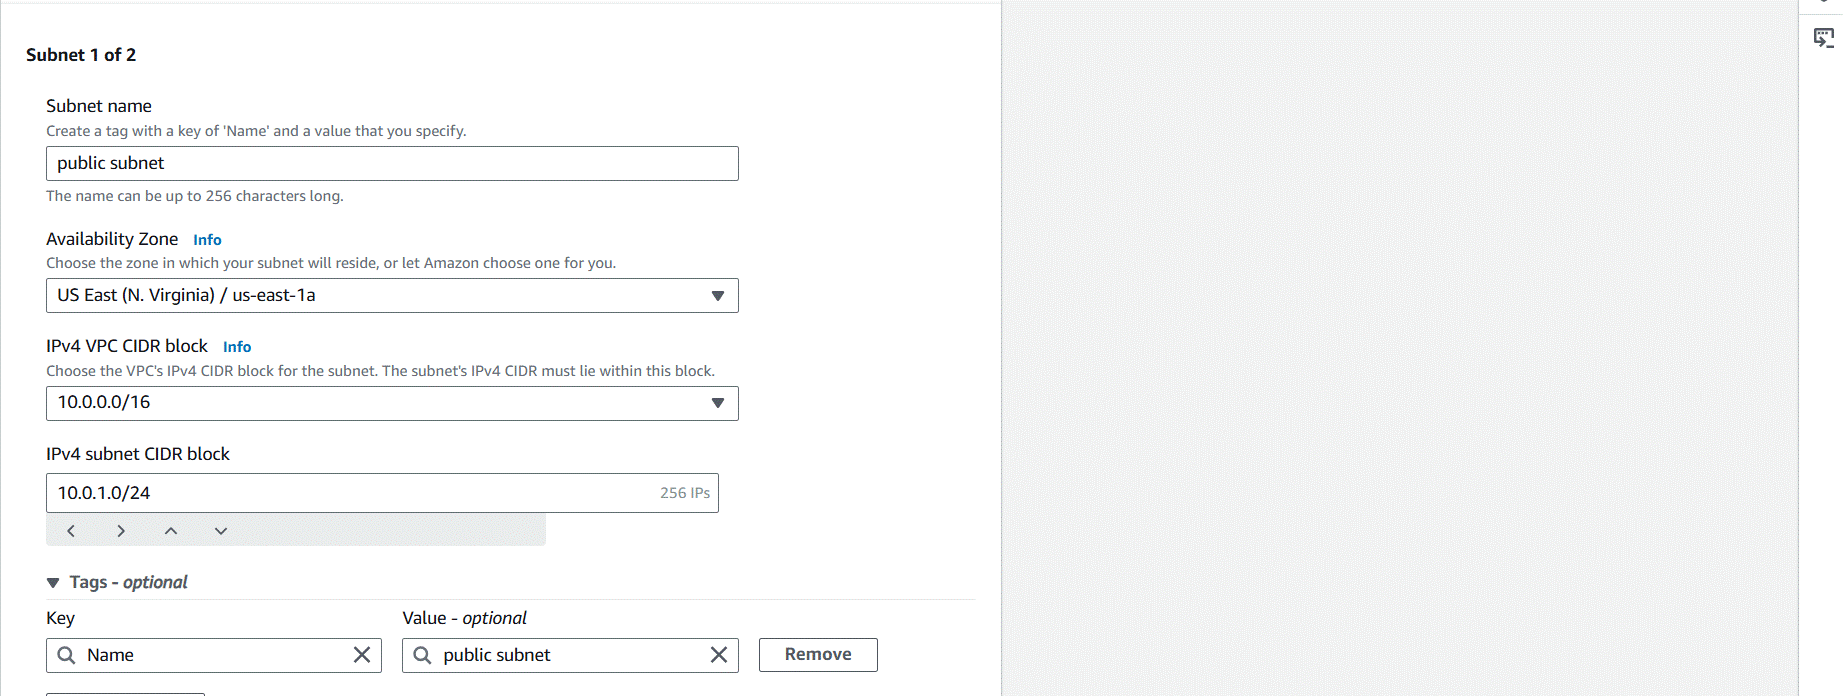 Subnet 1 of 2
Subnet name
Create a tag with a key of 'Name' and a value that you specify.
public subnet
The name can be up to 256 characters long.
Availability Zone Info
Choose the zone in which your subnet will reside, or let Amazon choose one for you.
US East (N. Virginia) / us-east-1a
IPv4 VPC CIDR block Info
Choose the VPC's IPv4 CIDR block for the subnet. The subnet's IPv4 CIDR must lie within this block.
10.0.0.0/16
IPv4 subnet CIDR block
10.0.1.0/24 256 IPs
Tags - optional
Key Value - optional
Name public subnet Remove